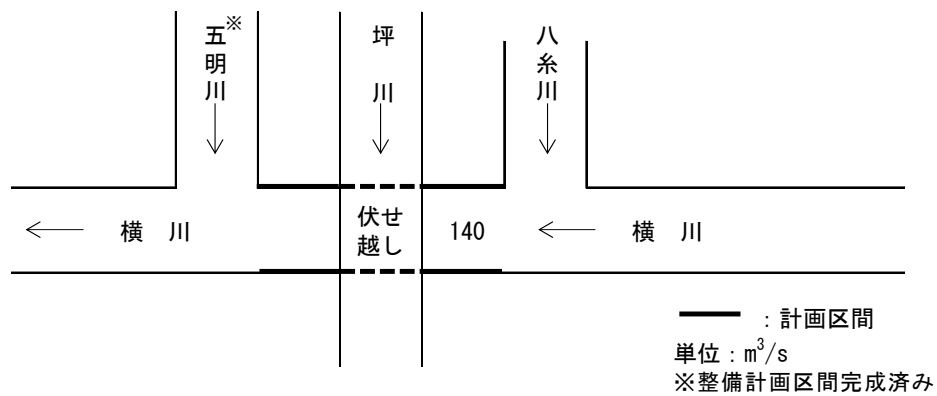 五明川※
坪川
八糸川
横川
伏せ
越し
140
横川
：計画区間
単位：m³/s
※整備計画区間完成済み